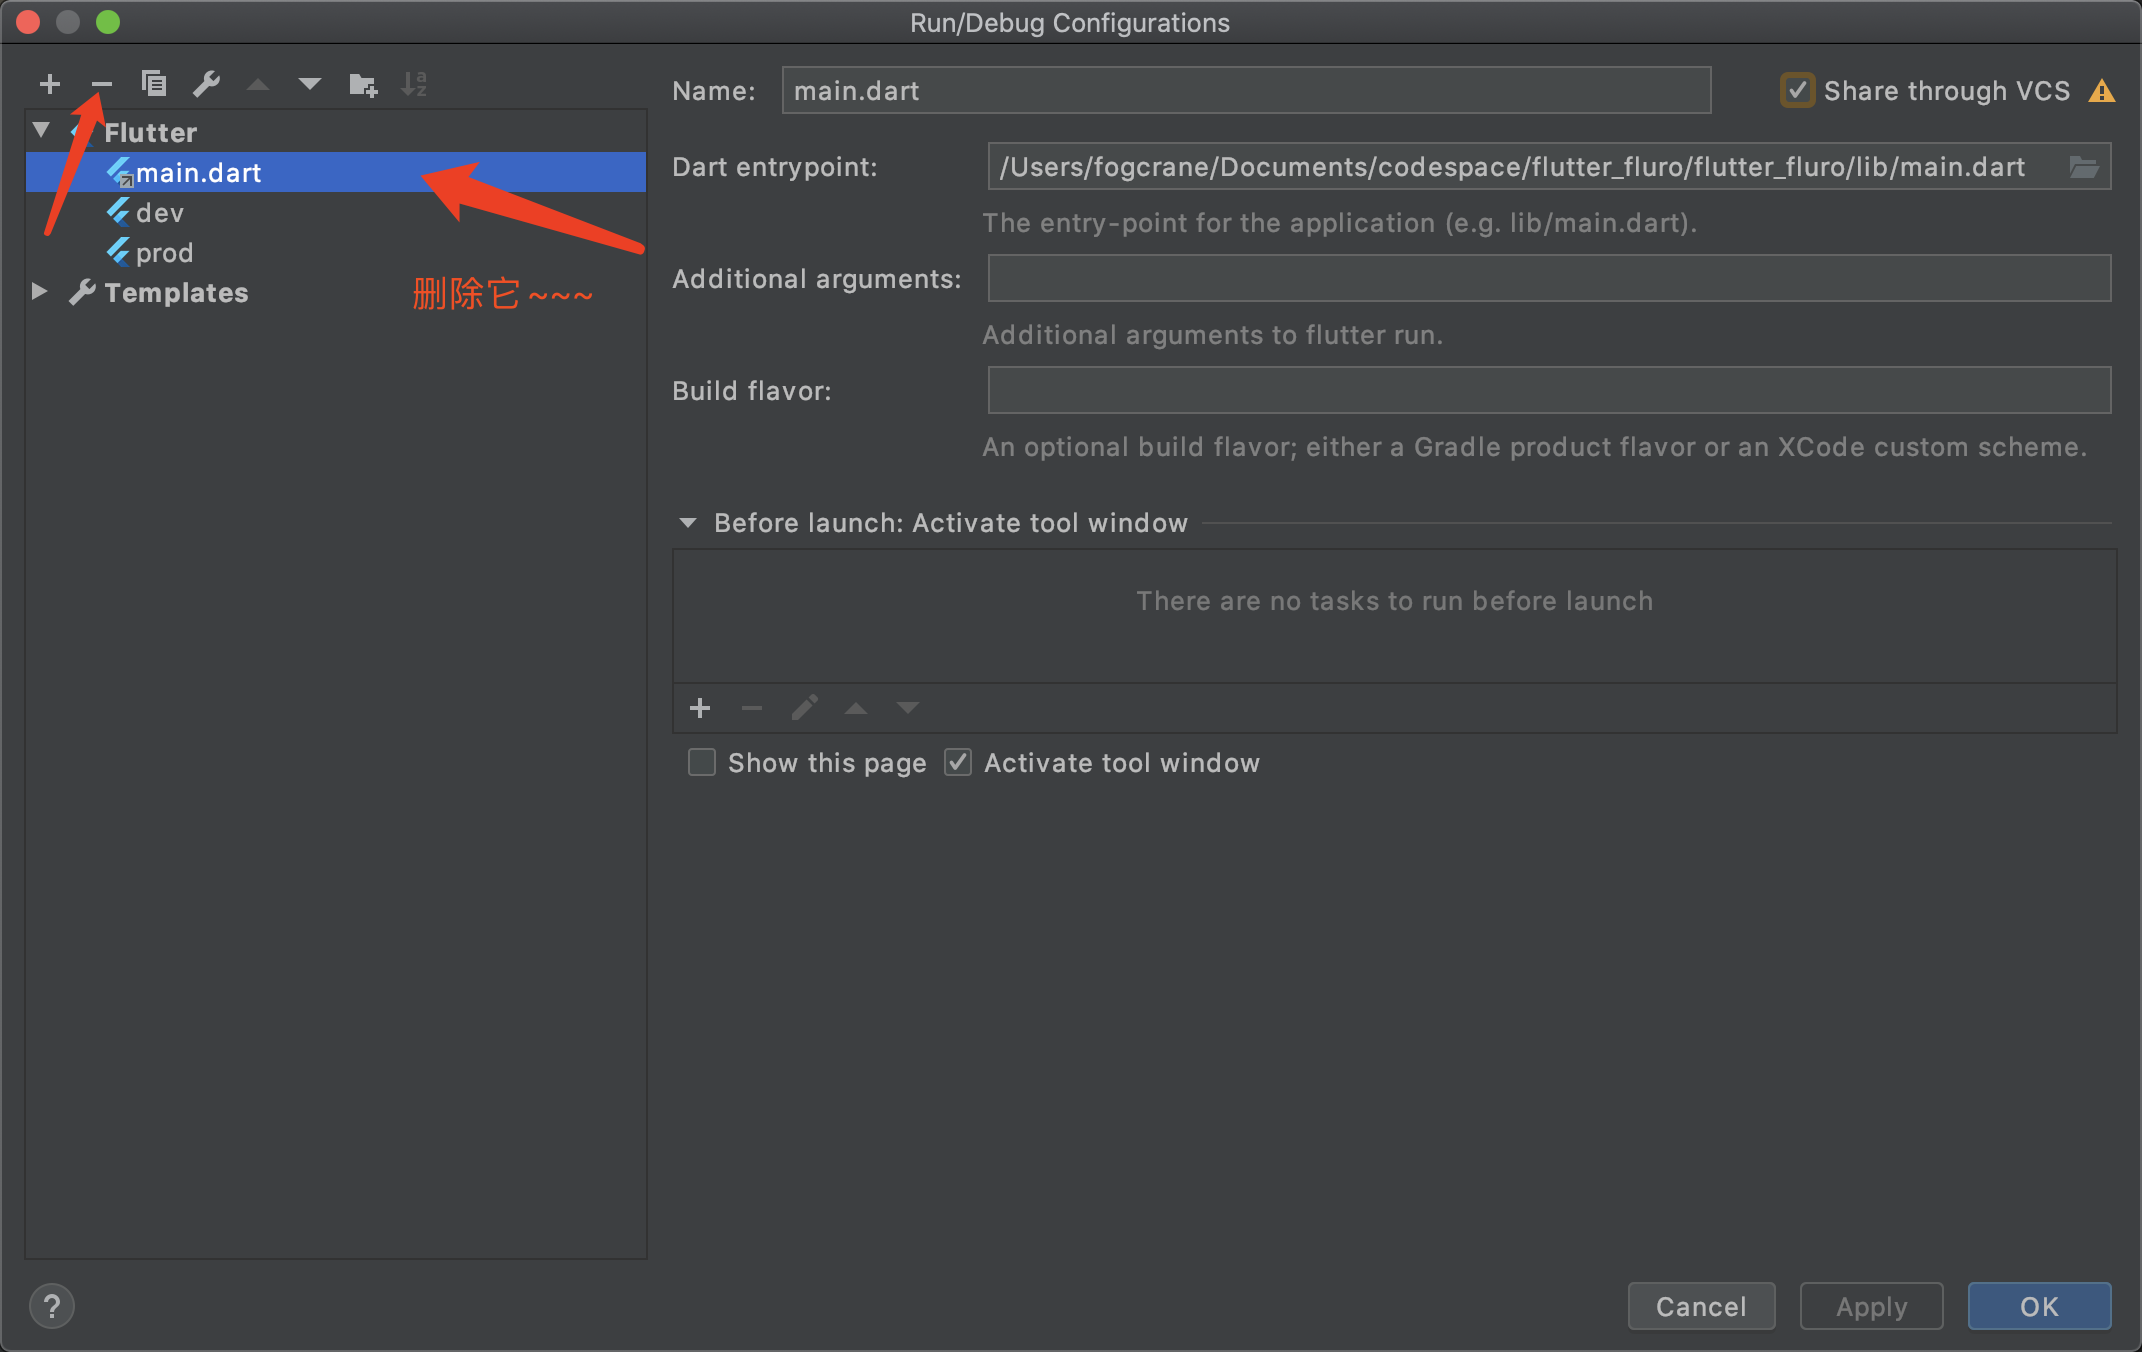 Run/Debug Configurations
Name:
main.dart
Share through VCS
Flutter
main.dart
dev
prod
Templates
删除它~~~
Dart entrypoint:
/Users/fogcrane/Documents/codespace/flutter_fluro/flutter_fluro/lib/main.dart
The entry-point for the application (e.g. lib/main.dart).
Additional arguments:
Additional arguments to flutter run.
Build flavor:
An optional build flavor; either a Gradle product flavor or an XCode custom scheme.
Before launch: Activate tool window
There are no tasks to run before launch
Show this page
Activate tool window
?
Cancel
Apply
OK